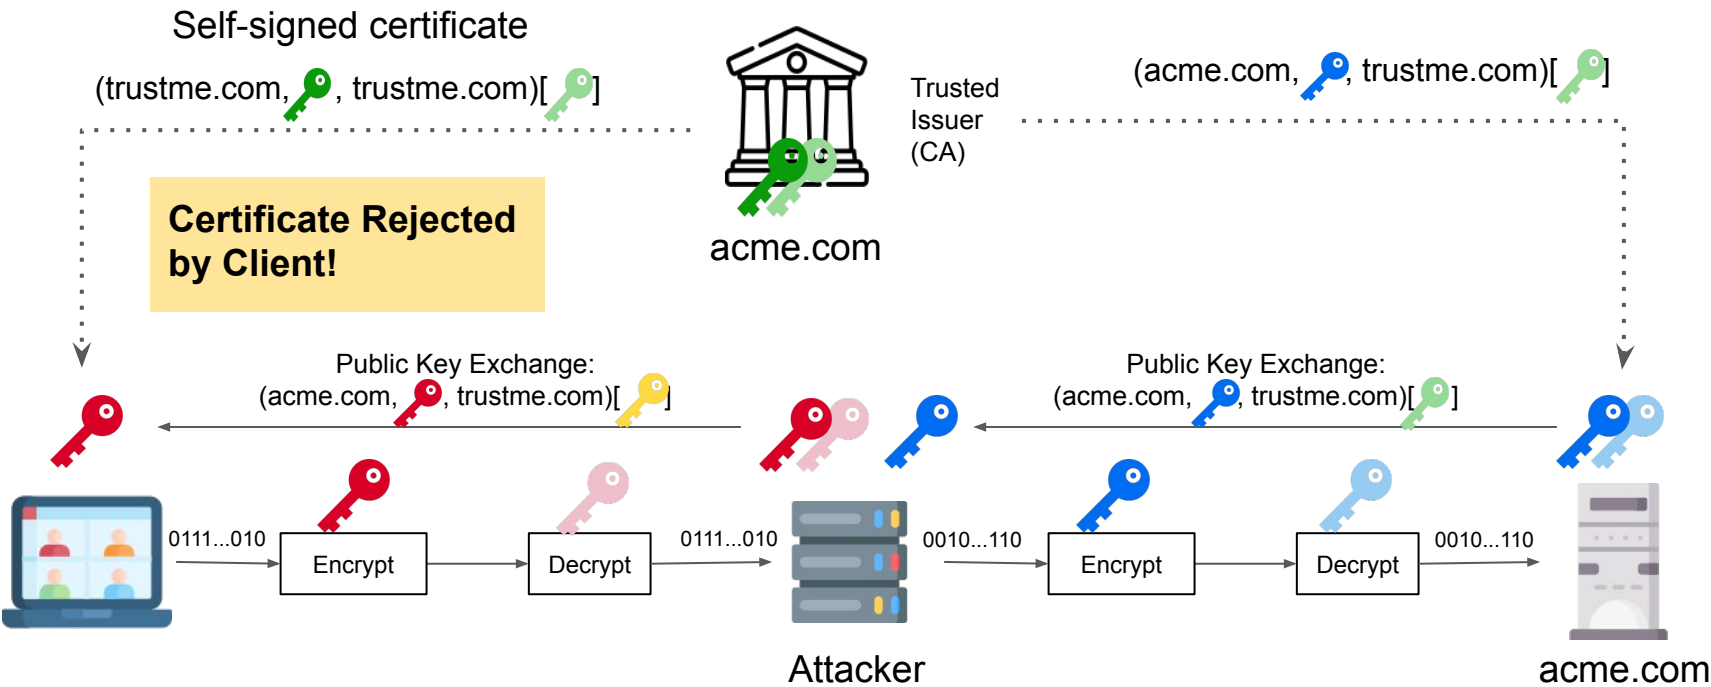 Self-signed certificate
(trustme.com, , trustme.com)[ ]
(acme.com, , trustme.com)[ ]
Trusted
Issuer
(CA)
acme.com
Certificate Rejected
by Client!
Public Key Exchange:
(acme.com, , trustme.com)[ ]
Public Key Exchange:
(acme.com, , trustme.com)[ ]
0111...010
Encrypt
Decrypt
0111...010
0010...110
Encrypt
Decrypt
0010...110
Attacker
acme.com